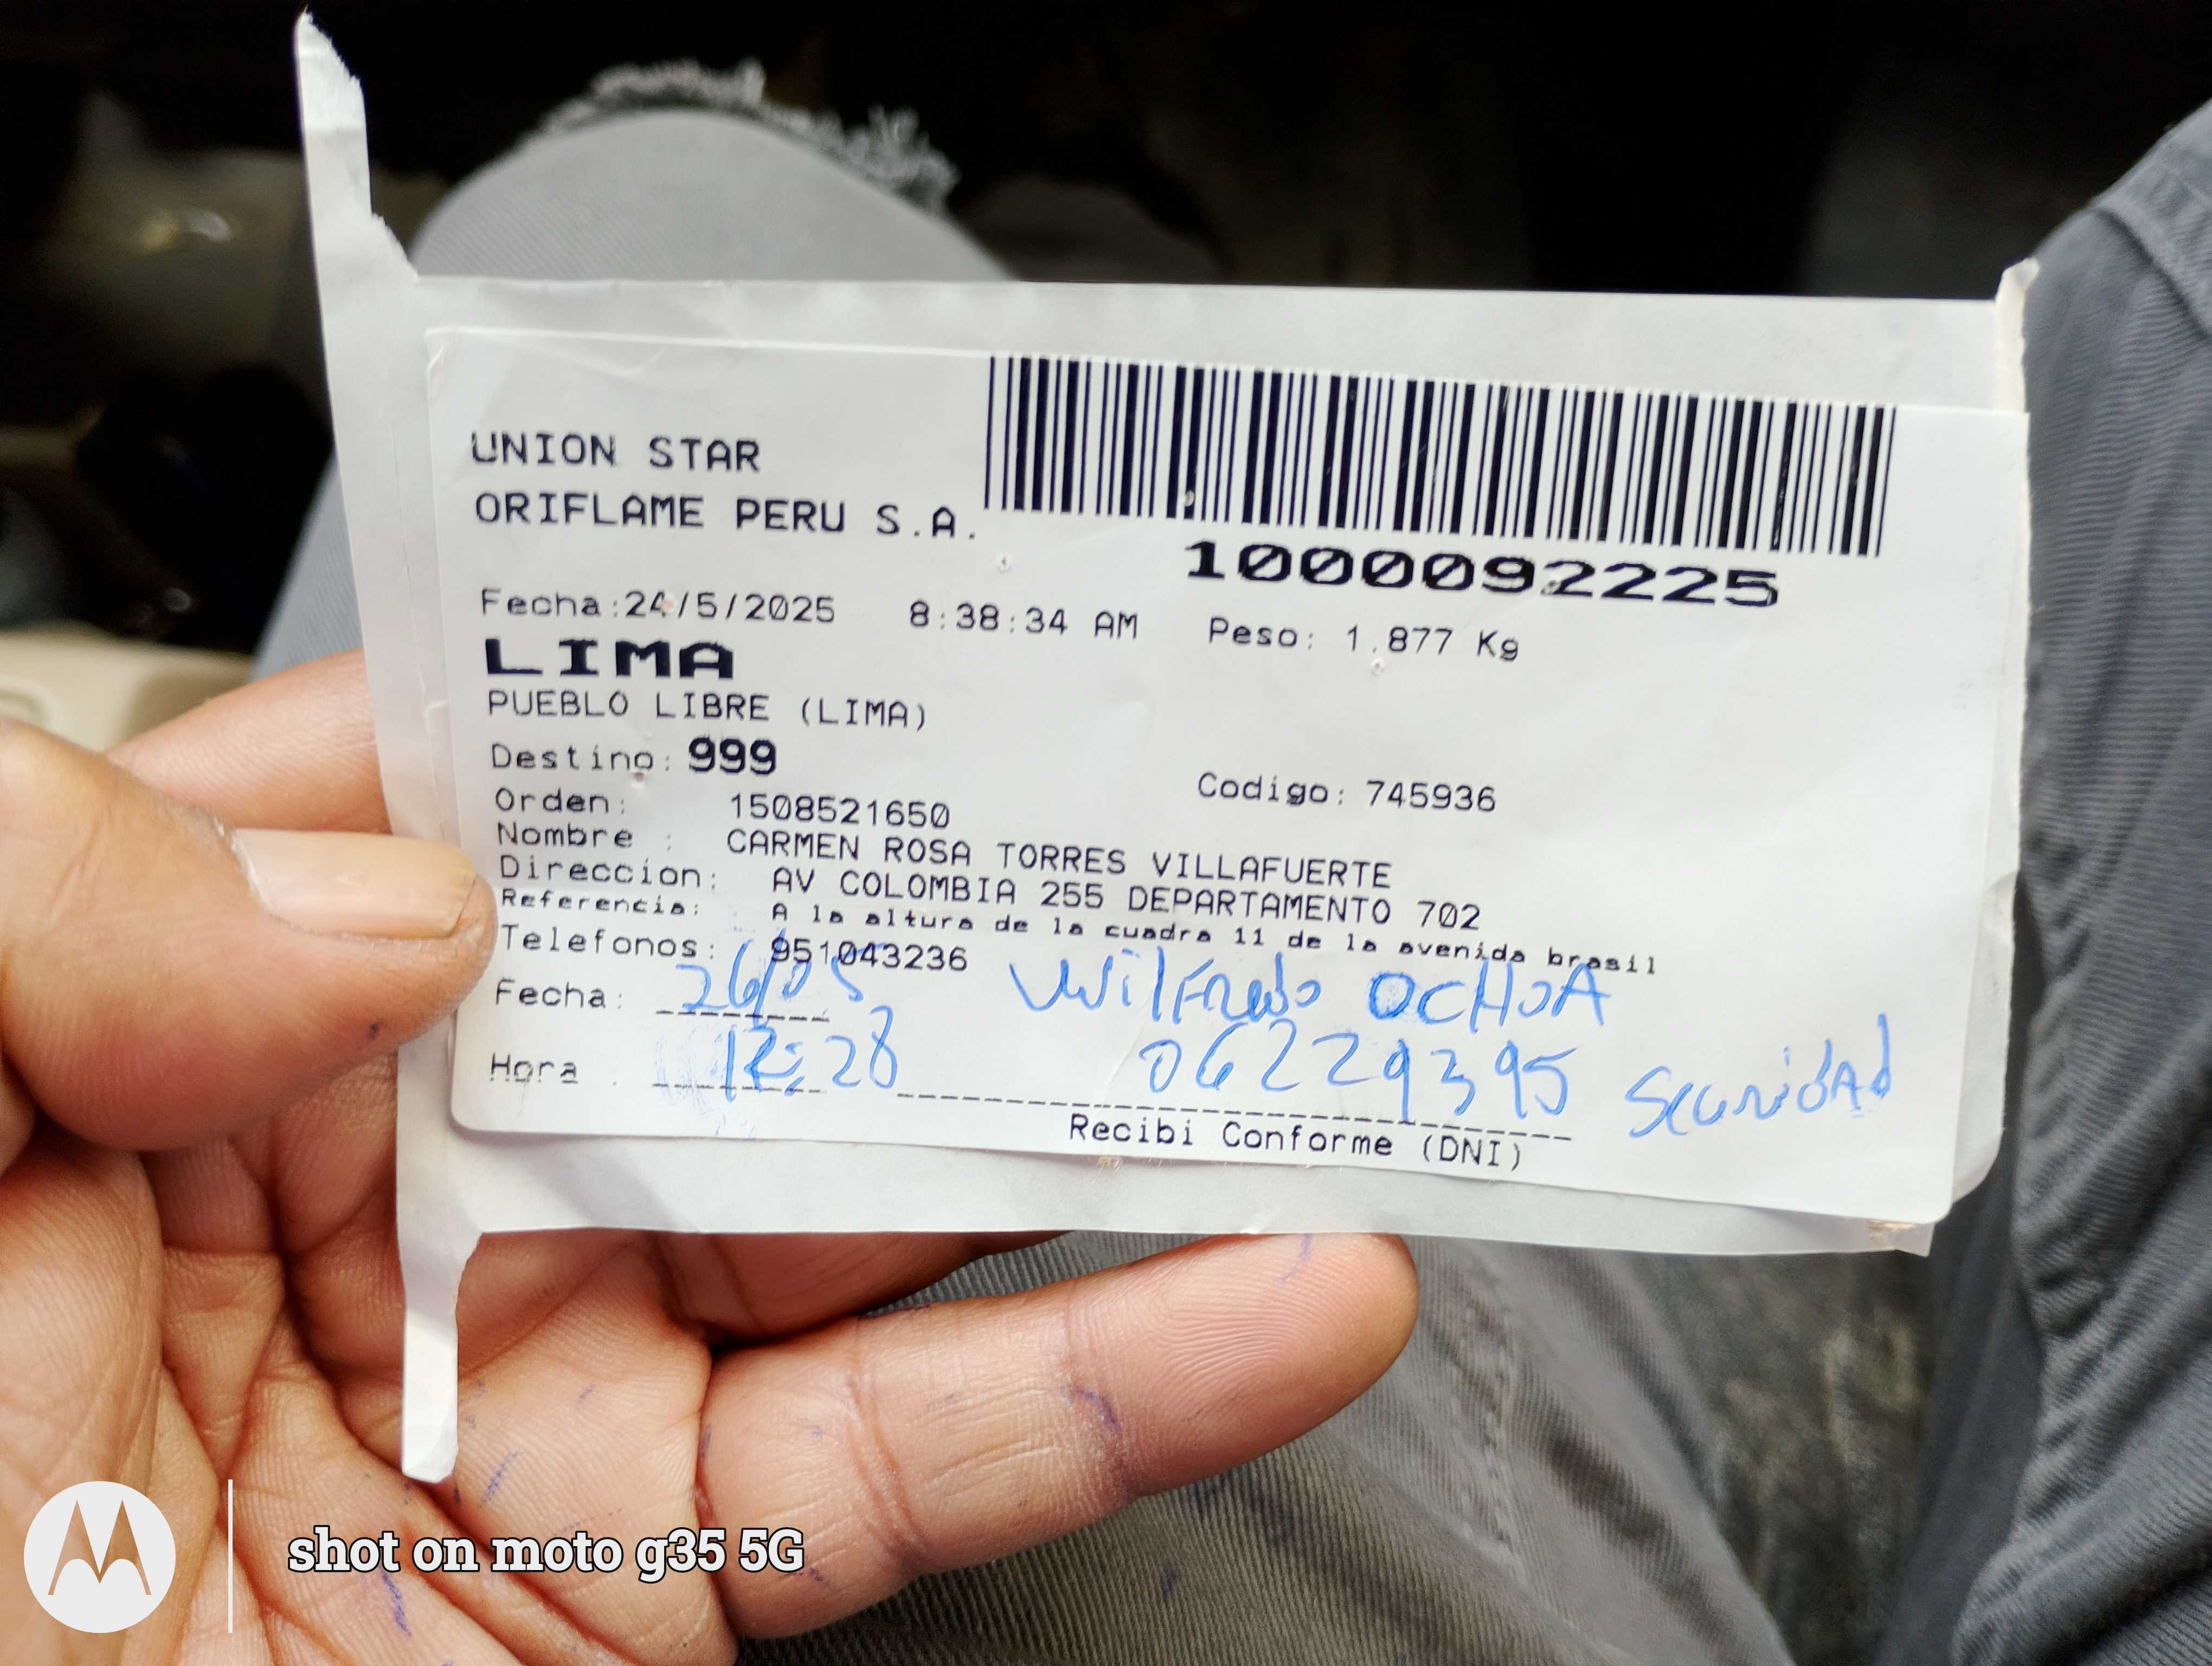 UNION STAR
ORIFLAME PERU S.A.
1000092225
Fecha:24/5/2025 8:38:34 AM Peso: 1.877 Kg
LIMA
PUEBLO LIBRE (LIMA)
Destino: 999
Codigo: 745936
Orden: 1508521650
Nombre : CARMEN ROSA TORRES VILLAFUERTE
Direccion: AV COLOMBIA 255 DEPARTAMENTO 702
Referencia: A la altura de la cuadra 11 de la avenida brasil
Telefonos: 951043236
Fecha: 26/05 Wilfredo OCHOA
Hora : 12:28 06229395 Seguridad
Recibi Conforme (DNI)
shot on moto g35 5G